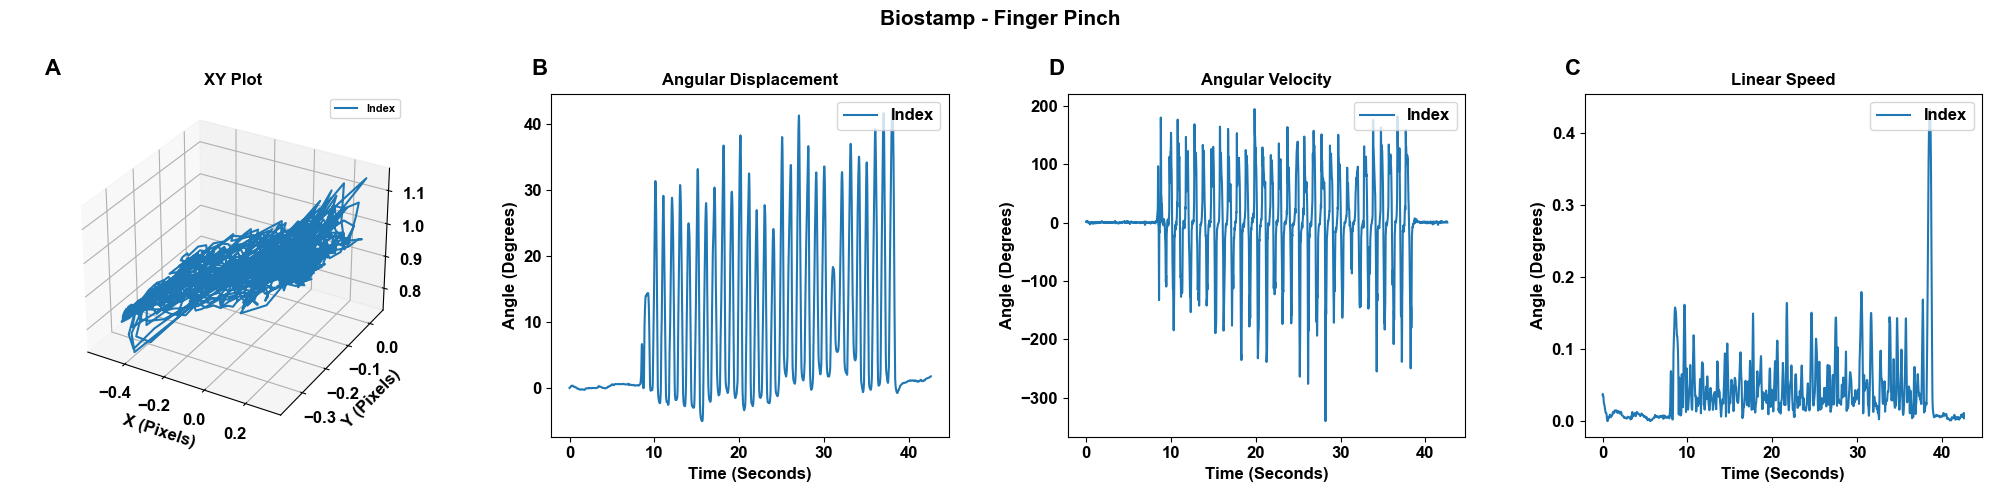 Biostamp - Finger Pinch
A
XY Plot
Index
1.1
1.0
0.9
0.8
0.0
−0.1
−0.2
−0.3
Y (Pixels)
−0.4
−0.2
0.0
0.2
X (Pixels)
B
Angular Displacement
Index
Angle (Degrees)
40
30
20
10
0
0 10 20 30 40
Time (Seconds)
D
Angular Velocity
Index
Angle (Degrees)
200
100
0
−100
−200
−300
0 10 20 30 40
Time (Seconds)
C
Linear Speed
Index
Angle (Degrees)
0.4
0.3
0.2
0.1
0.0
0 10 20 30 40
Time (Seconds)